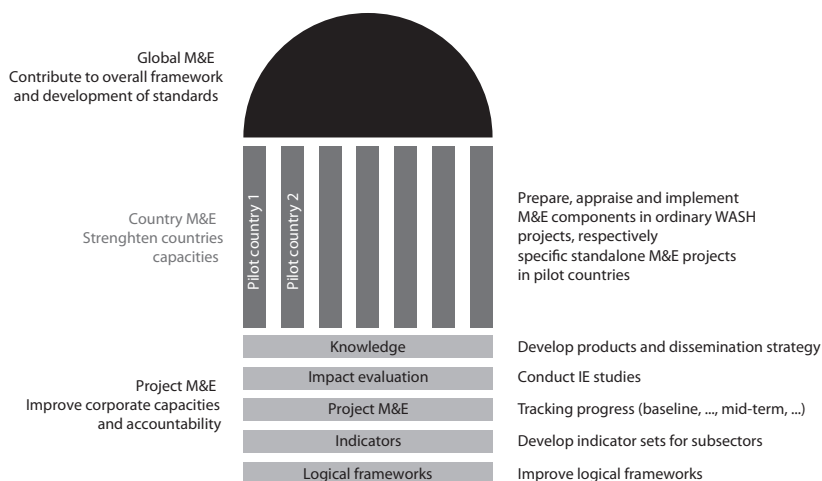 Global M&E
Contribute to overall framework
and development of standards
Country M&E
Strenghten countries
capacities
Pilot country 1
Pilot country 2
Prepare, appraise and implement
M&E components in ordinary WASH
projects, respectively
specific standalone M&E projects
in pilot countries
Project M&E
Improve corporate capacities
and accountability
Knowledge
Develop products and dissemination strategy
Impact evaluation
Conduct IE studies
Project M&E
Tracking progress (baseline, ..., mid-term, ...)
Indicators
Develop indicator sets for subsectors
Logical frameworks
Improve logical frameworks